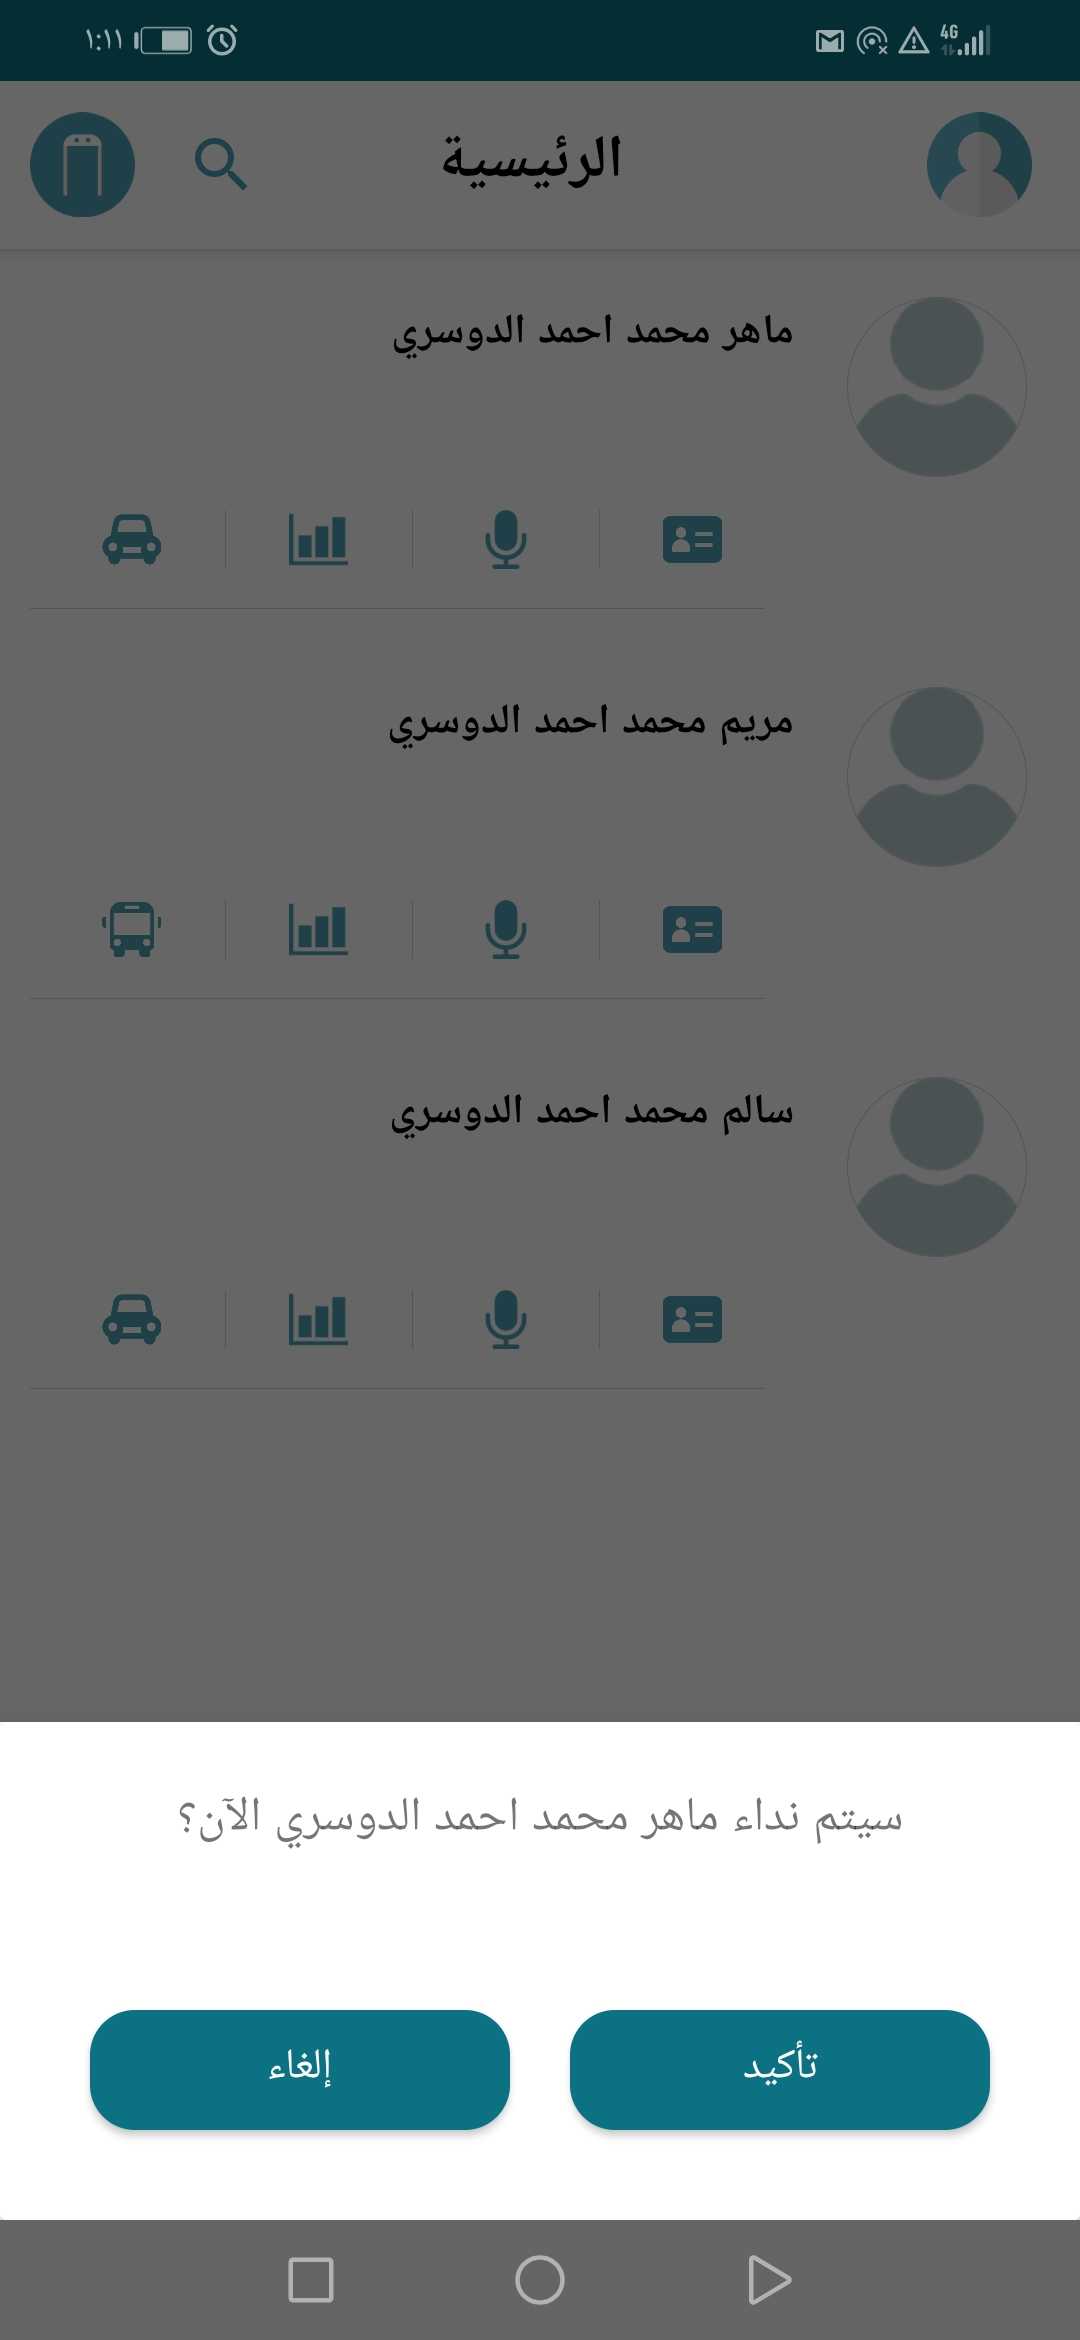 ١:١١
4G
الرئيسية
ماهر محمد احمد الدوسري
مريم محمد احمد الدوسري
سالم محمد احمد الدوسري
سيتم نداء ماهر محمد احمد الدوسري الآن؟
تأكيد
إلغاء